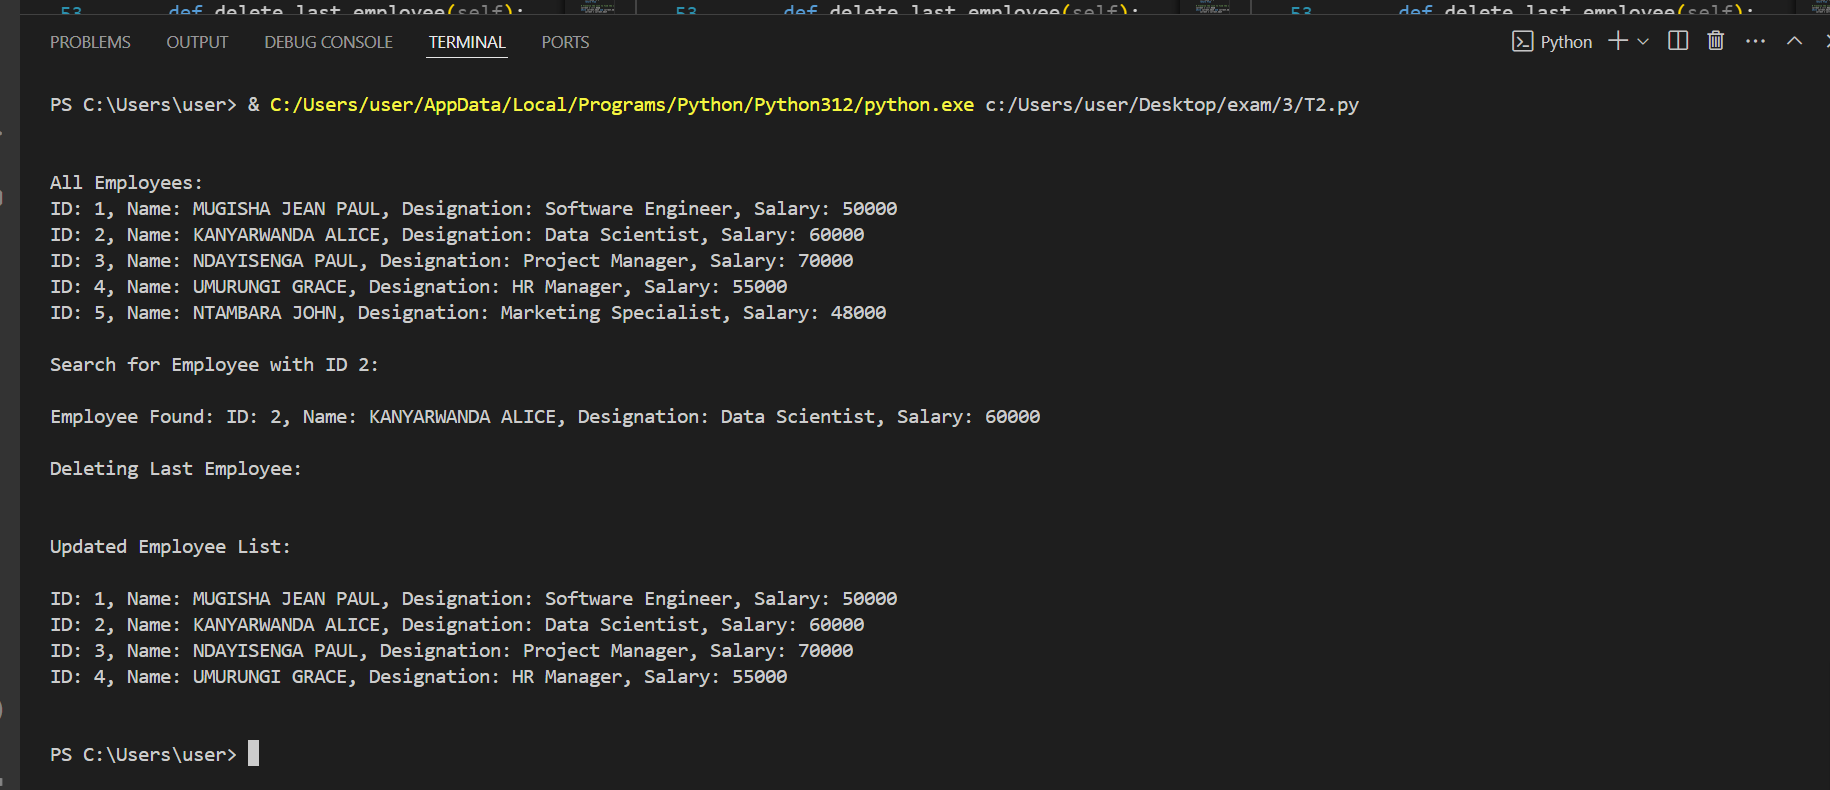 53 def delete_last_employee(self): 53 def delete_last_employee(self): 53 def delete_last_employee(self):
PROBLEMS OUTPUT DEBUG CONSOLE TERMINAL PORTS Python
PS C:\Users\user> & C:/Users/user/AppData/Local/Programs/Python/Python312/python.exe c:/Users/user/Desktop/exam/3/T2.py
All Employees:
ID: 1, Name: MUGISHA JEAN PAUL, Designation: Software Engineer, Salary: 50000
ID: 2, Name: KANYARWANDA ALICE, Designation: Data Scientist, Salary: 60000
ID: 3, Name: NDAYISENGA PAUL, Designation: Project Manager, Salary: 70000
ID: 4, Name: UMURUNGI GRACE, Designation: HR Manager, Salary: 55000
ID: 5, Name: NTAMBARA JOHN, Designation: Marketing Specialist, Salary: 48000
Search for Employee with ID 2:
Employee Found: ID: 2, Name: KANYARWANDA ALICE, Designation: Data Scientist, Salary: 60000
Deleting Last Employee:
Updated Employee List:
ID: 1, Name: MUGISHA JEAN PAUL, Designation: Software Engineer, Salary: 50000
ID: 2, Name: KANYARWANDA ALICE, Designation: Data Scientist, Salary: 60000
ID: 3, Name: NDAYISENGA PAUL, Designation: Project Manager, Salary: 70000
ID: 4, Name: UMURUNGI GRACE, Designation: HR Manager, Salary: 55000
PS C:\Users\user>